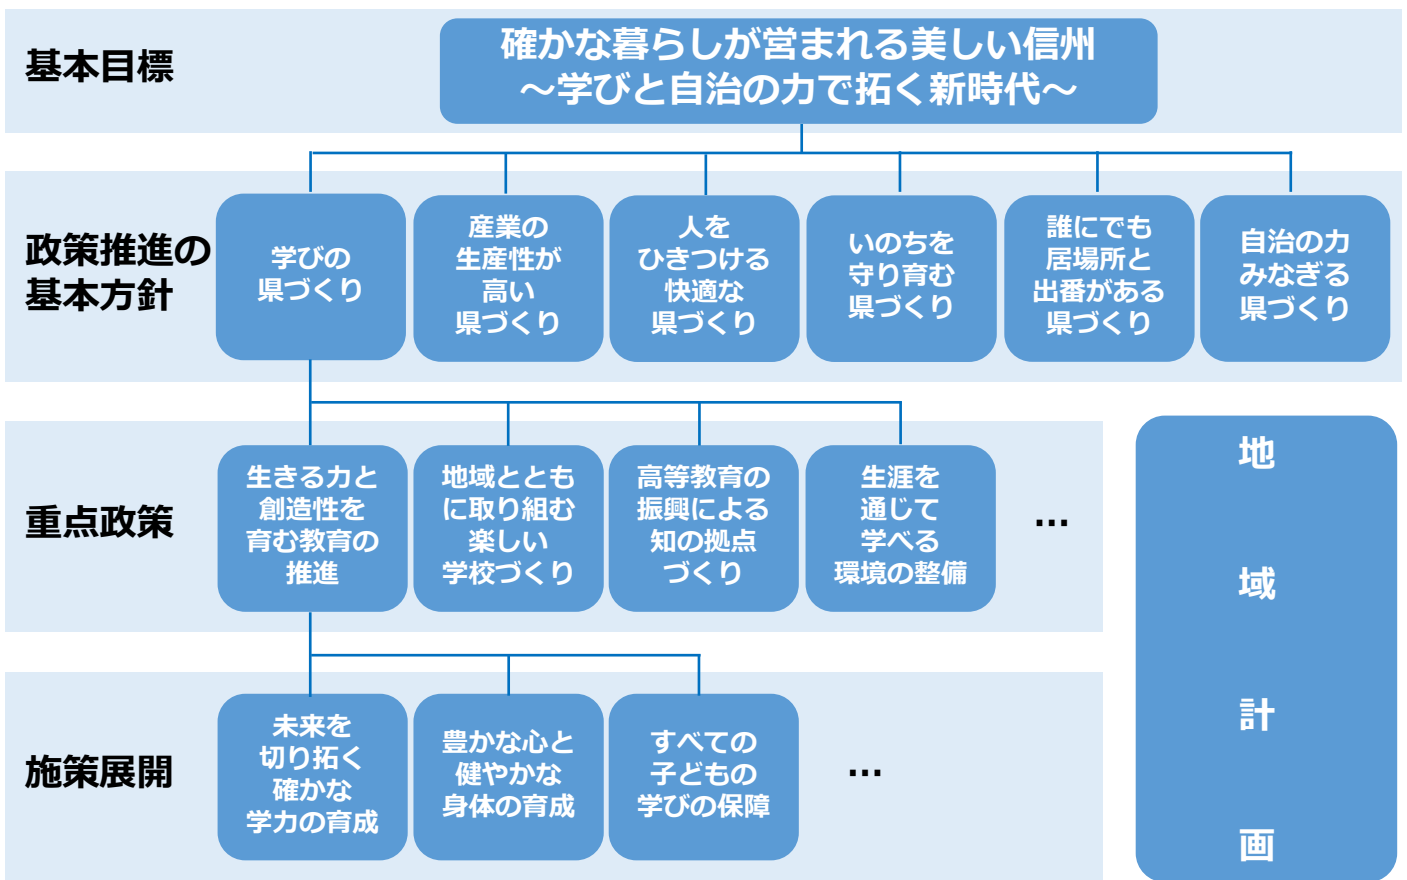 基本目標
確かな暮らしが営まれる美しい信州
～学びと自治の力で拓く新時代～
政策推進の
基本方針
学びの
県づくり
産業の
生産性が
高い
県づくり
人を
ひきつける
快適な
県づくり
いのちを
守り育む
県づくり
誰にでも
居場所と
出番がある
県づくり
自治の力
みなぎる
県づくり
重点政策
生きる力と
創造性を
育む教育の
推進
地域ととも
に取り組む
楽しい
学校づくり
高等教育の
振興による
知の拠点
づくり
生涯を
通じて
学べる
環境の整備
…
施策展開
未来を
切り拓く
確かな
学力の育成
豊かな心と
健やかな
身体の育成
すべての
子どもの
学びの保障
…
地
域
計
画